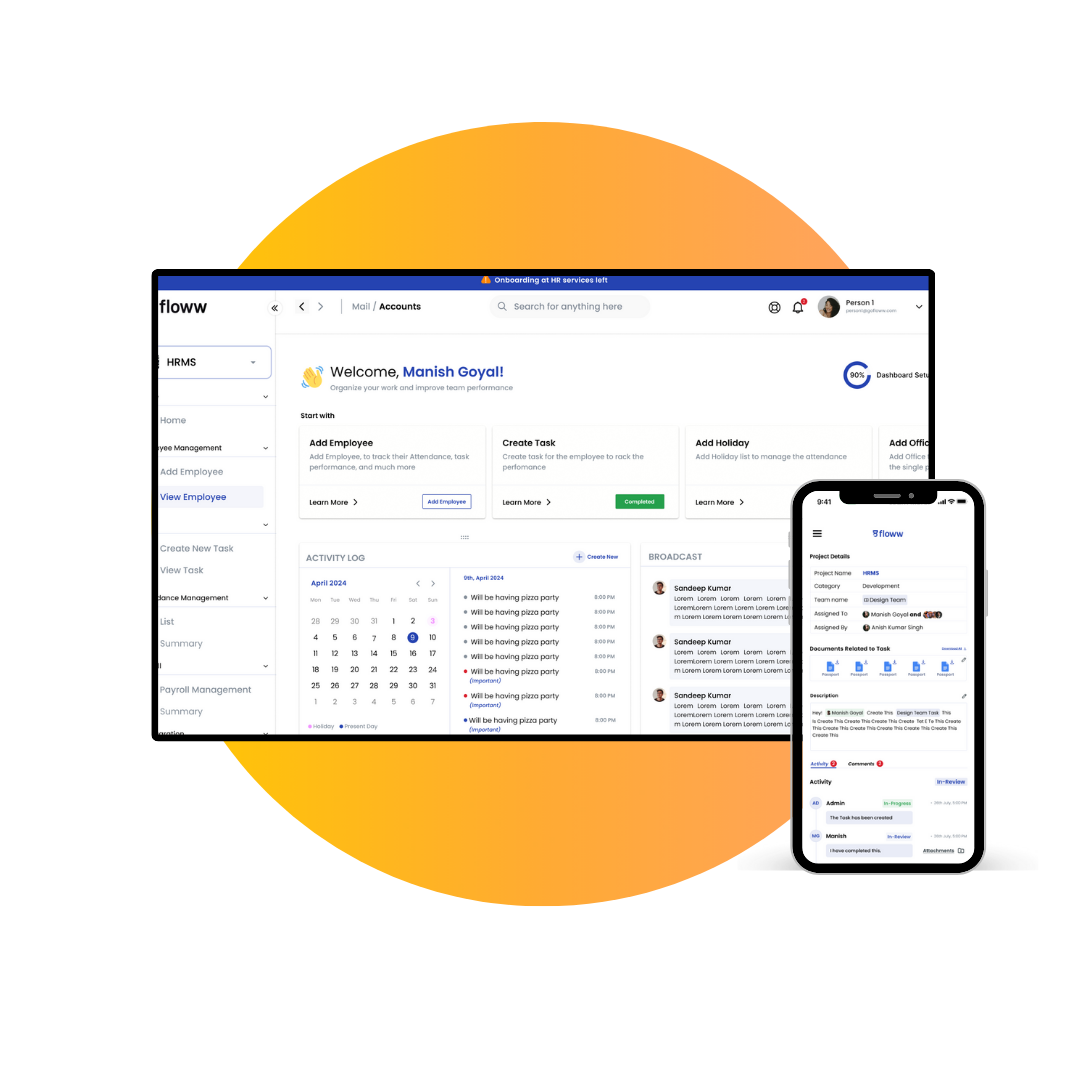 Onboarding at HR services left
floww
Mail / Accounts
Search for anything here
Person 1
person@gofloww.com
HRMS
Home
yee Management
Add Employee
View Employee
Create New Task
View Task
dance Management
List
Summary
ll
Payroll Management
Summary
gration
Welcome, Manish Goyal!
Organize your work and improve team performance
90%
Dashboard Setu
Start with
Add Employee
Add Employee, to track their Attendance, task
performance, and much more
Learn More
Add Employee
Create Task
Create task for the employee to rack the
perfomance
Learn More
Completed
Add Holiday
Add Holiday list to manage the attendance
Learn More
Add Offic
Add Office
the single p
ACTIVITY LOG
Create New
April 2024
Mon Tue Wed Thu Fri Sat Sun
28 29 30 31 1 2 3
4 5 6 7 8 9 10
11 12 13 14 15 16 17
18 19 20 21 22 23 24
25 26 27 28 29 30 31
1 2 3 4 5 6 7
Holiday Present Day
9th, April 2024
Will be having pizza party 8:00 PM
Will be having pizza party 8:00 PM
Will be having pizza party 8:00 PM
Will be having pizza party 8:00 PM
Will be having pizza party 8:00 PM
Will be having pizza party 8:00 PM
(Important)
Will be having pizza party 8:00 PM
(Important)
Will be having pizza party 8:00 PM
(Important)
BROADCAST
Sandeep Kumar
Lorem Lorem Lorem Lorem Lorem
LoremLorem Lorem Lorem Lorem Lore
m Lorem Lorem Lorem Lorem Lorem Lo
Sandeep Kumar
Lorem Lorem Lorem Lorem Lorem
LoremLorem Lorem Lorem Lorem Lore
m Lorem Lorem Lorem Lorem Lorem Lo
Sandeep Kumar
Lorem Lorem Lorem Lorem Lorem
LoremLorem Lorem Lorem Lorem Lore
m Lorem Lorem Lorem Lorem Lorem Lo
9:41
floww
Project Details
Project Name HRMS
Category Development
Team name Design Team
Assigned To Manish Goyal and
Assigned By Anish Kumar Singh
Documents Related to Task
Download All
Passport Passport Passport Passport Passport
Description
Hey! Manish Goyal Create This Design Team Task This
Is Create This Create This Create This Create Tet E Te This Create
This Create This Create This Create This Create This Create This
Create This
Activity 2 Comments 2
Activity In-Review
AD Admin In-Progress 28th July, 5:00 PM
The Task has been created
MG Manish In-Review 28th July, 5:00 PM
I have completed this. Attachments